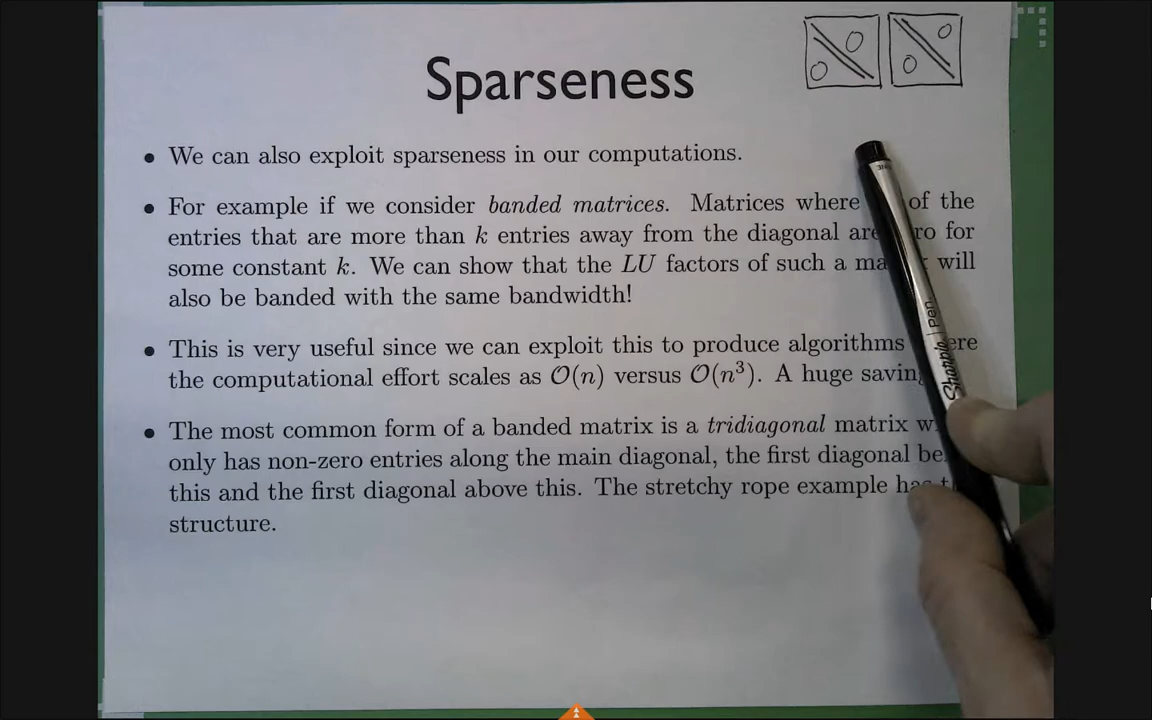 Sparseness
• We can also exploit sparseness in our computations.
• For example if we consider banded matrices. Matrices where of the
entries that are more than k entries away from the diagonal are for
some constant k. We can show that the LU factors of such a will
also be banded with the same bandwidth!
• This is very useful since we can exploit this to produce algorithms
the computational effort scales as O(n) versus O(n³). A huge
• The most common form of a banded matrix is a tridiagonal matrix
only has non-zero entries along the main diagonal, the first diagonal
this and the first diagonal above this. The stretchy rope example
structure.
0 0
0 0
Sharpie Pen.